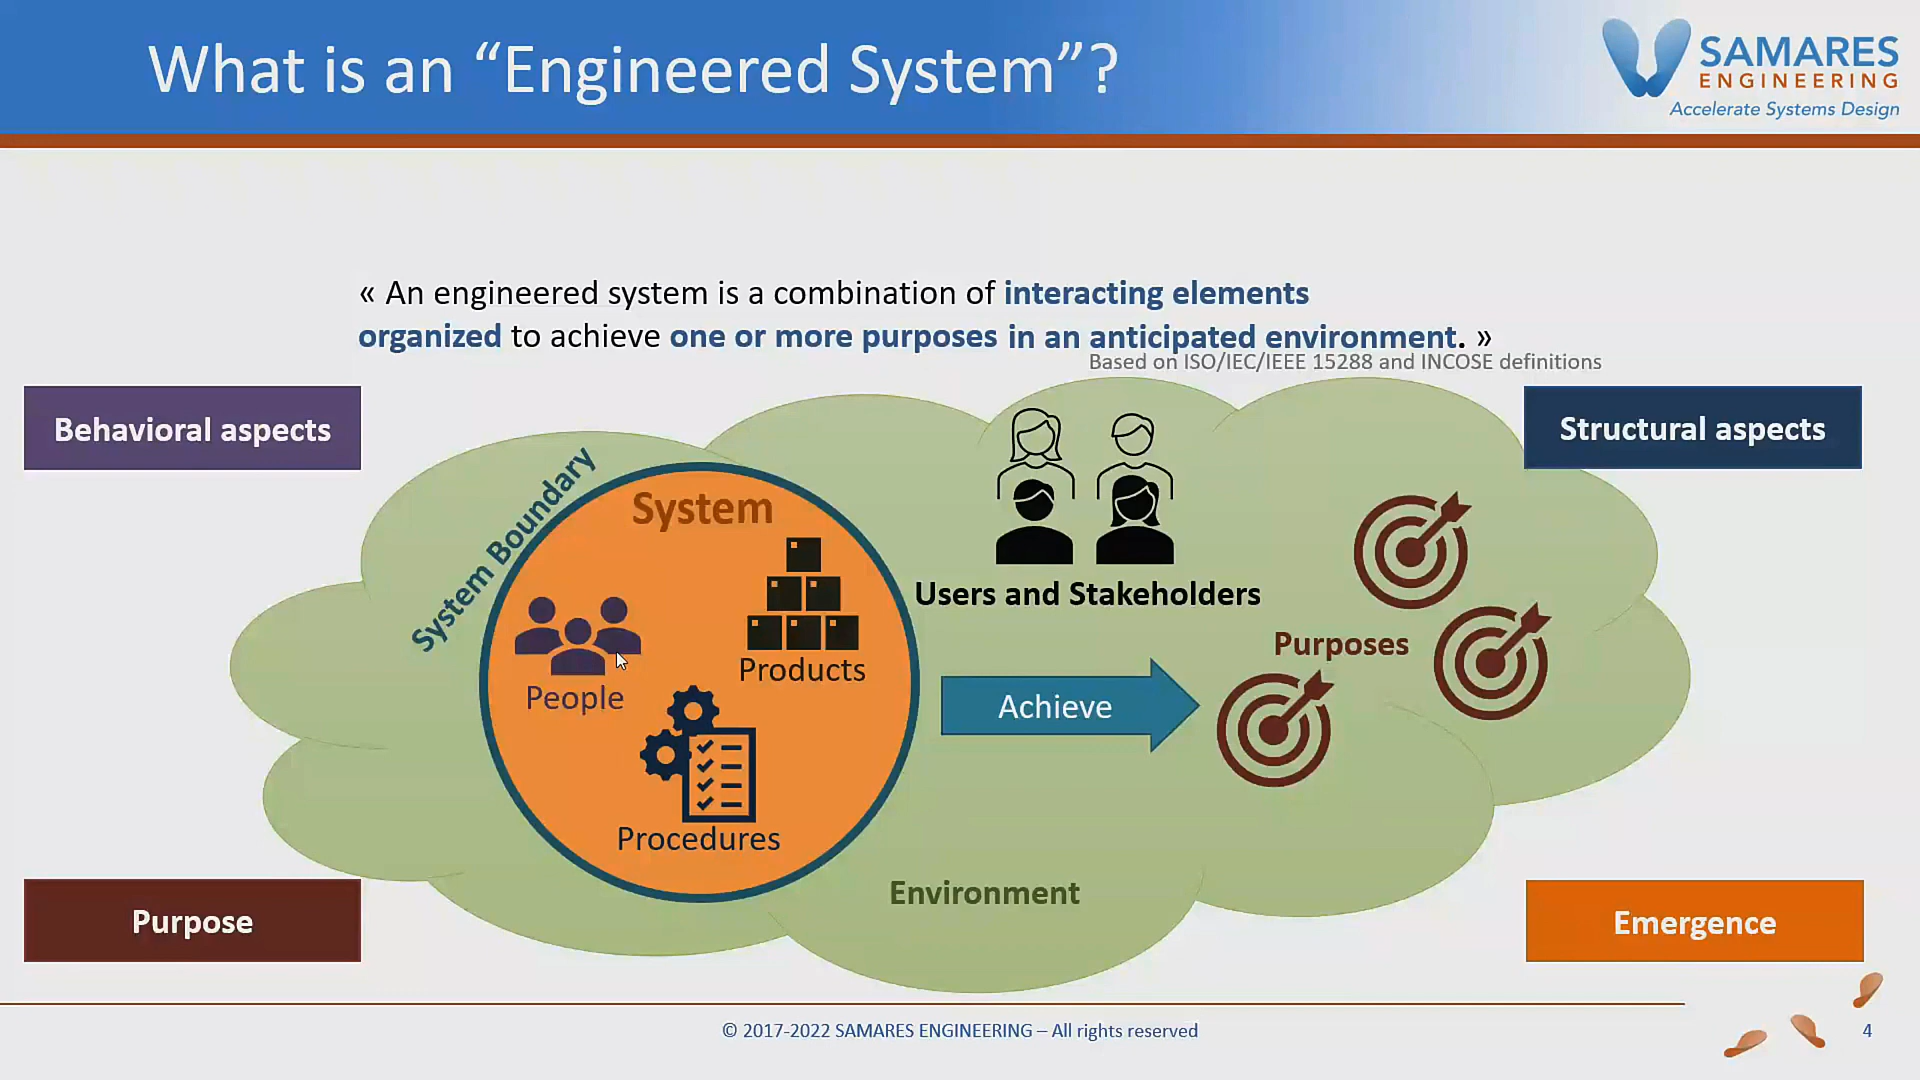 What is an “Engineered System”?
SAMARES
ENGINEERING
Accelerate Systems Design
« An engineered system is a combination of interacting elements
organized to achieve one or more purposes in an anticipated environment. »
Based on ISO/IEC/IEEE 15288 and INCOSE definitions
Behavioral aspects
Structural aspects
System Boundary
System
People
Products
Procedures
Users and Stakeholders
Achieve
Purposes
Environment
Purpose
Emergence
© 2017-2022 SAMARES ENGINEERING – All rights reserved
4